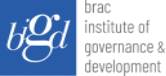 bigd
brac
institute of
governance &
development